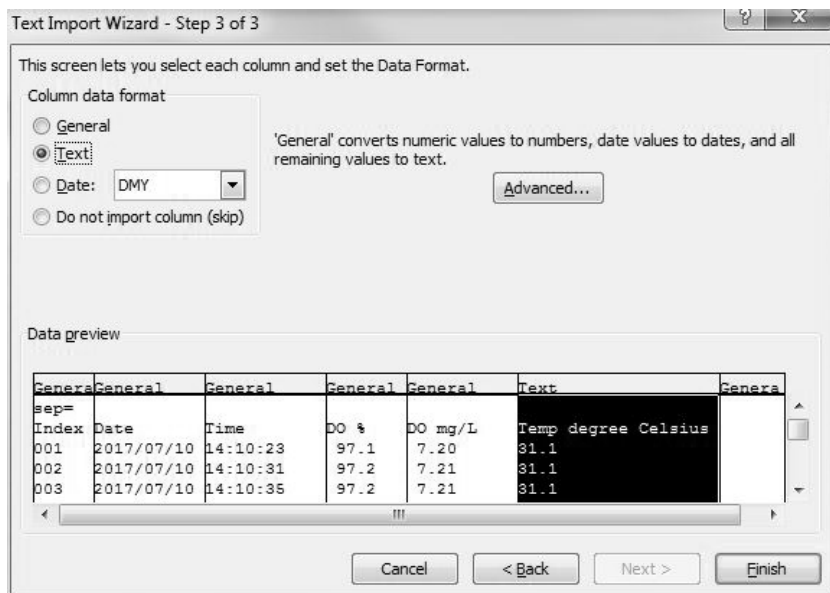 Text Import Wizard - Step 3 of 3
?
X
This screen lets you select each column and set the Data Format.
Column data format
General
Text
Date: DMY
Do not import column (skip)
'General' converts numeric values to numbers, date values to dates, and all
remaining values to text.
Advanced...
Data preview
Genera General General General General Text Genera
sep=
Index Date Time DO % DO mg/L Temp degree Celsius
001 2017/07/10 14:10:23 97.1 7.20 31.1
002 2017/07/10 14:10:31 97.2 7.21 31.1
003 2017/07/10 14:10:35 97.2 7.21 31.1
Cancel < Back Next > Finish